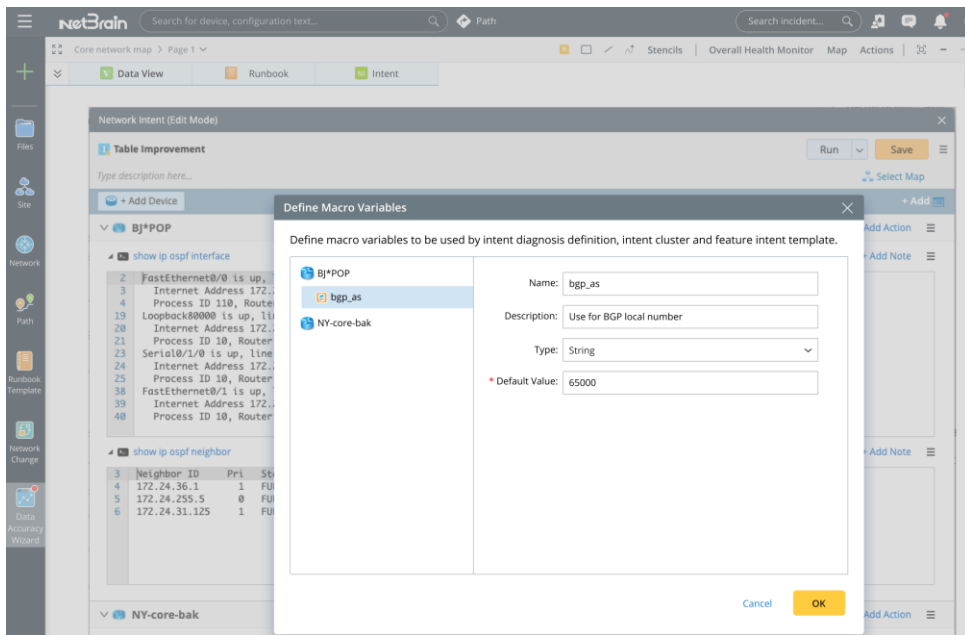 NetBrain
Search for device, configuration text...
Path
Search incident...
Core network map > Page 1
Stencils
Overall Health Monitor
Map
Actions
Data View
Runbook
Intent
Files
Site
Network
Path
Runbook
Template
Network
Change
Data
Accuracy
Wizard
Network Intent (Edit Mode)
Table Improvement
Run
Save
Type description here...
Select Map
+ Add Device
+ Add
BJ*POP
Add Action
show ip ospf interface
+ Add Note
2 FastEthernet0/0 is up,
3 Internet Address 172.
4 Process ID 110, Router
19 Loopback80000 is up, lin
20 Internet Address 172.
21 Process ID 10, Router
23 Serial0/1/0 is up, line
24 Internet Address 172.
25 Process ID 10, Router
38 FastEthernet0/1 is up,
39 Internet Address 172.
40 Process ID 10, Router
show ip ospf neighbor
+ Add Note
3 Neighbor ID Pri St
4 172.24.36.1 1 FU
5 172.24.255.5 0 FU
6 172.24.31.125 1 FU
NY-core-bak
Add Action
Define Macro Variables
Define macro variables to be used by intent diagnosis definition, intent cluster and feature intent template.
BJ*POP
bgp_as
NY-core-bak
Name: bgp_as
Description: Use for BGP local number
Type: String
* Default Value: 65000
Cancel
OK